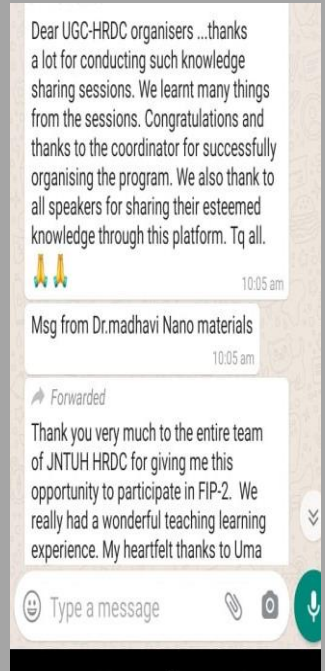 Dear UGC-HRDC organisers ...thanks
a lot for conducting such knowledge
sharing sessions. We learnt many things
from the sessions. Congratulations and
thanks to the coordinator for successfully
organising the program. We also thank to
all speakers for sharing their esteemed
knowledge through this platform. Tq all.
🙏🙏
10:05 am
Msg from Dr.madhavi Nano materials
10:05 am
Forwarded
Thank you very much to the entire team
of JNTUH HRDC for giving me this
opportunity to participate in FIP-2. We
really had a wonderful teaching learning
experience. My heartfelt thanks to Uma
Type a message